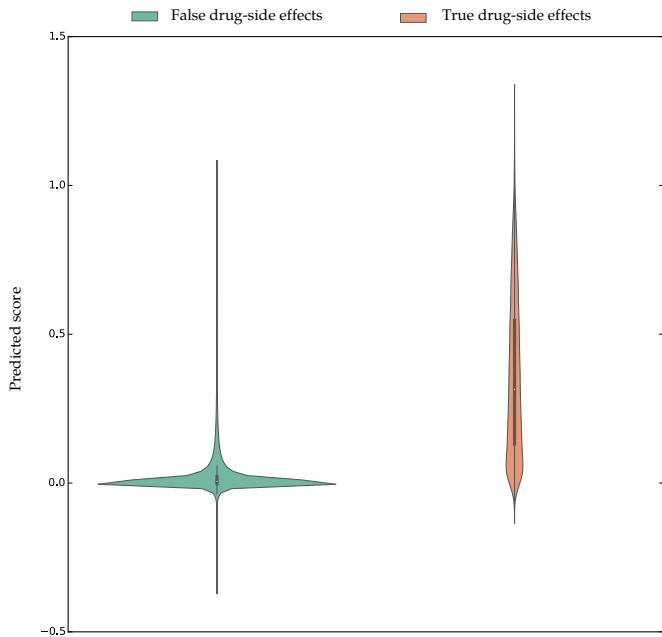 False drug-side effects
True drug-side effects
1.5
1.0
0.5
0.0
−0.5
Predicted score